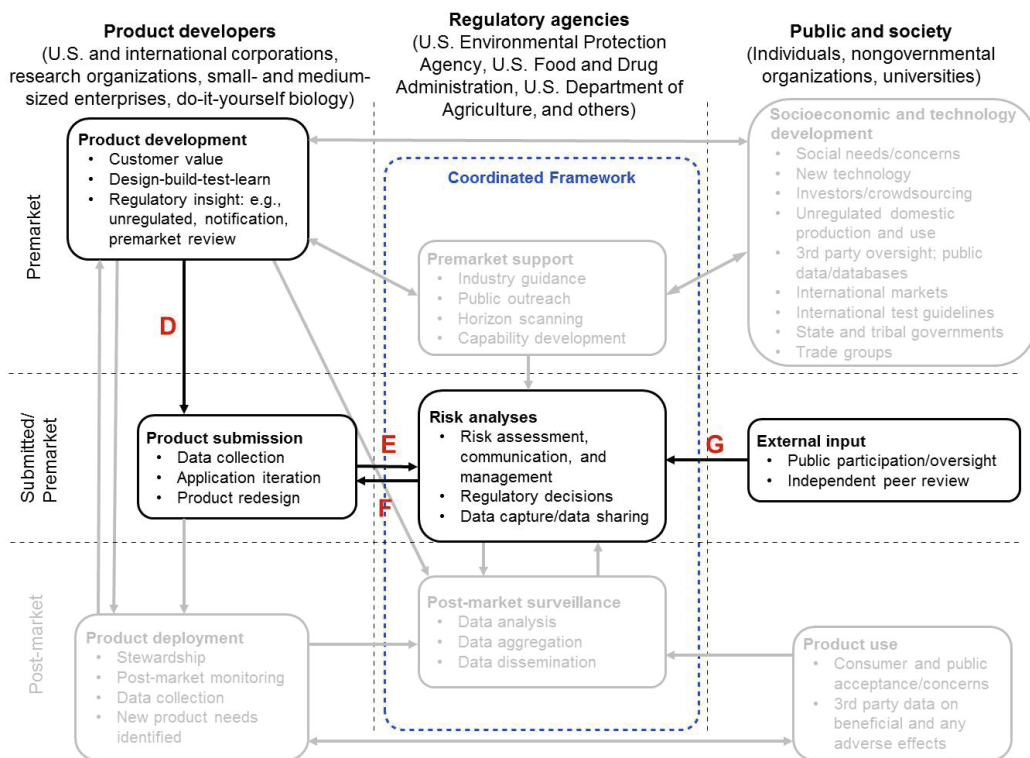 Product developers
(U.S. and international corporations,
research organizations, small- and medium-
sized enterprises, do-it-yourself biology)
Regulatory agencies
(U.S. Environmental Protection
Agency, U.S. Food and Drug
Administration, U.S. Department of
Agriculture, and others)
Public and society
(Individuals, nongovernmental
organizations, universities)
Premarket
Product development
• Customer value
• Design-build-test-learn
• Regulatory insight: e.g.,
unregulated, notification,
premarket review
Coordinated Framework
Premarket support
• Industry guidance
• Public outreach
• Horizon scanning
• Capability development
Socioeconomic and technology
development
• Social needs/concerns
• New technology
• Investors/crowdsourcing
• Unregulated domestic
production and use
• 3rd party oversight; public
data/databases
• International markets
• International test guidelines
• State and tribal governments
• Trade groups
D
Submitted/
Premarket
Product submission
• Data collection
• Application iteration
• Product redesign
E
F
Risk analyses
• Risk assessment,
communication, and
management
• Regulatory decisions
• Data capture/data sharing
G
External input
• Public participation/oversight
• Independent peer review
Post-market
Product deployment
• Stewardship
• Post-market monitoring
• Data collection
• New product needs
identified
Post-market surveillance
• Data analysis
• Data aggregation
• Data dissemination
Product use
• Consumer and public
acceptance/concerns
• 3rd party data on
beneficial and any
adverse effects